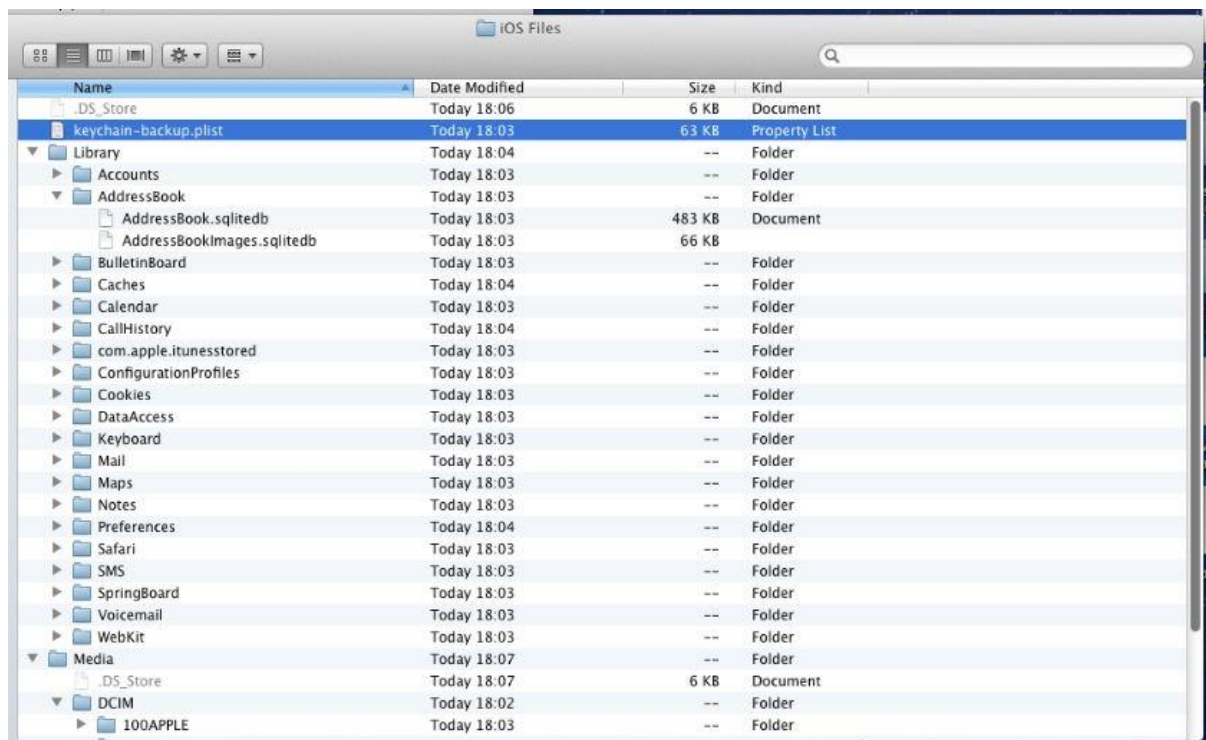 iOS Files
Name Date Modified Size Kind
.DS_Store Today 18:06 6 KB Document
keychain-backup.plist Today 18:03 63 KB Property List
Library Today 18:04 -- Folder
Accounts Today 18:03 -- Folder
AddressBook Today 18:03 -- Folder
AddressBook.sqlitedb Today 18:03 483 KB Document
AddressBookImages.sqlitedb Today 18:03 66 KB
BulletinBoard Today 18:03 -- Folder
Caches Today 18:04 -- Folder
Calendar Today 18:03 -- Folder
CallHistory Today 18:04 -- Folder
com.apple.itunesstored Today 18:03 -- Folder
ConfigurationProfiles Today 18:03 -- Folder
Cookies Today 18:03 -- Folder
DataAccess Today 18:03 -- Folder
Keyboard Today 18:03 -- Folder
Mail Today 18:03 -- Folder
Maps Today 18:03 -- Folder
Notes Today 18:03 -- Folder
Preferences Today 18:04 -- Folder
Safari Today 18:03 -- Folder
SMS Today 18:03 -- Folder
SpringBoard Today 18:03 -- Folder
Voicemail Today 18:03 -- Folder
WebKit Today 18:03 -- Folder
Media Today 18:07 -- Folder
.DS_Store Today 18:07 6 KB Document
DCIM Today 18:02 -- Folder
100APPLE Today 18:03 -- Folder